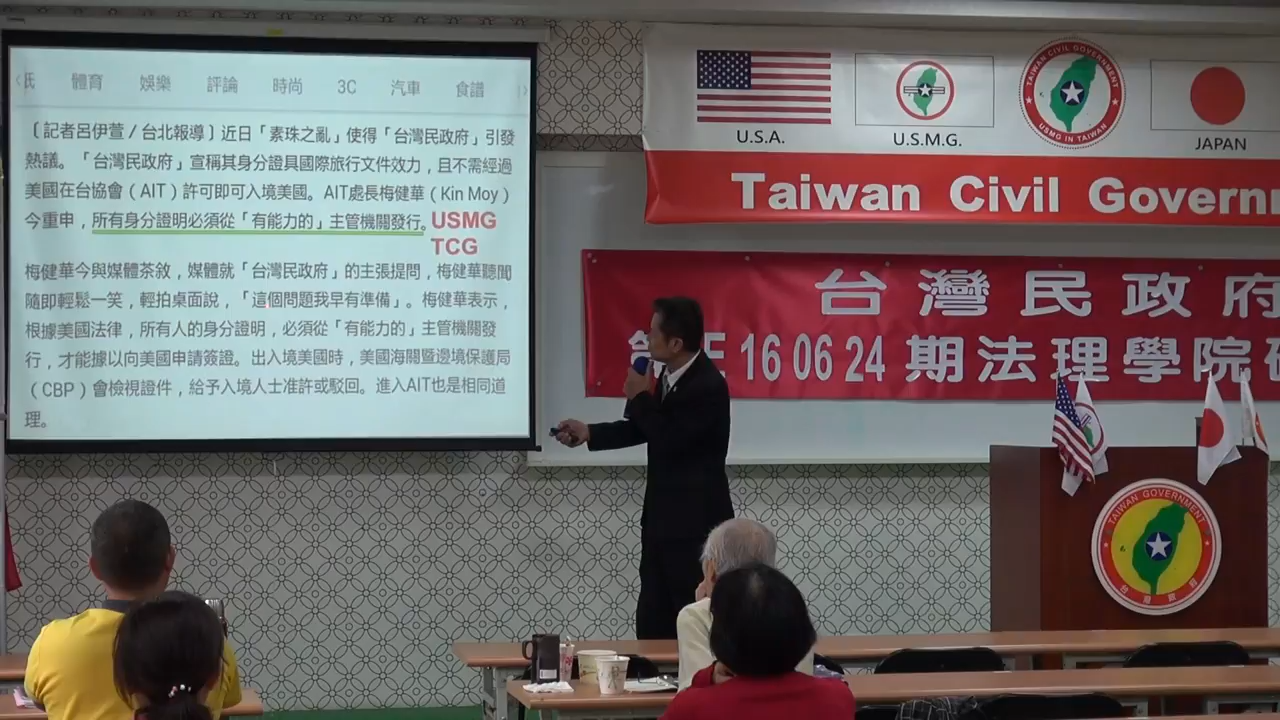 氏 體育 娛樂 評論 時尚 3C 汽車 食譜
〔記者呂伊萱/台北報導〕近日「素珠之亂」使得「台灣民政府」引發
熱議。「台灣民政府」宣稱其身分證具國際旅行文件效力，且不需經過
美國在台協會（AIT）許可即可入境美國。AIT處長梅健華（Kin Moy）
今重申，所有身分證明必須從「有能力的」主管機關發行。USMG
TCG
梅健華今與媒體茶敘，媒體就「台灣民政府」的主張提問，梅健華聽聞
隨即輕鬆一笑，輕拍桌面說，「這個問題我早有準備」。梅健華表示，
根據美國法律，所有人的身分證明，必須從「有能力的」主管機關發
行，才能據以向美國申請簽證。出入境美國時，美國海關暨邊境保護局
（CBP）會檢視證件，給予入境人士准許或駁回。進入AIT也是相同道
理。
U.S.A.
U.S.M.G.
TAIWAN CIVIL GOVERNMENT
USMG IN TAIWAN
JAPAN
Taiwan Civil Governm
台灣民政府
16 06 24 期法理學院
TAIWAN GOVERNMENT
台灣政府